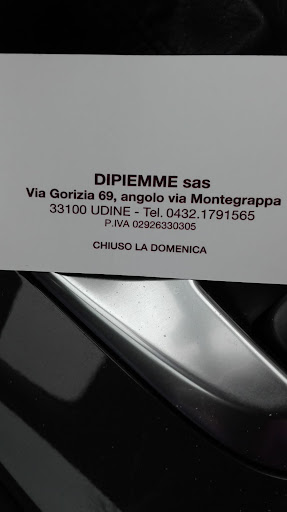 DIPIEMME sas
Via Gorizia 69, angolo via Montegrappa
33100 UDINE - Tel. 0432.1791565
P.IVA 02926330305
CHIUSO LA DOMENICA